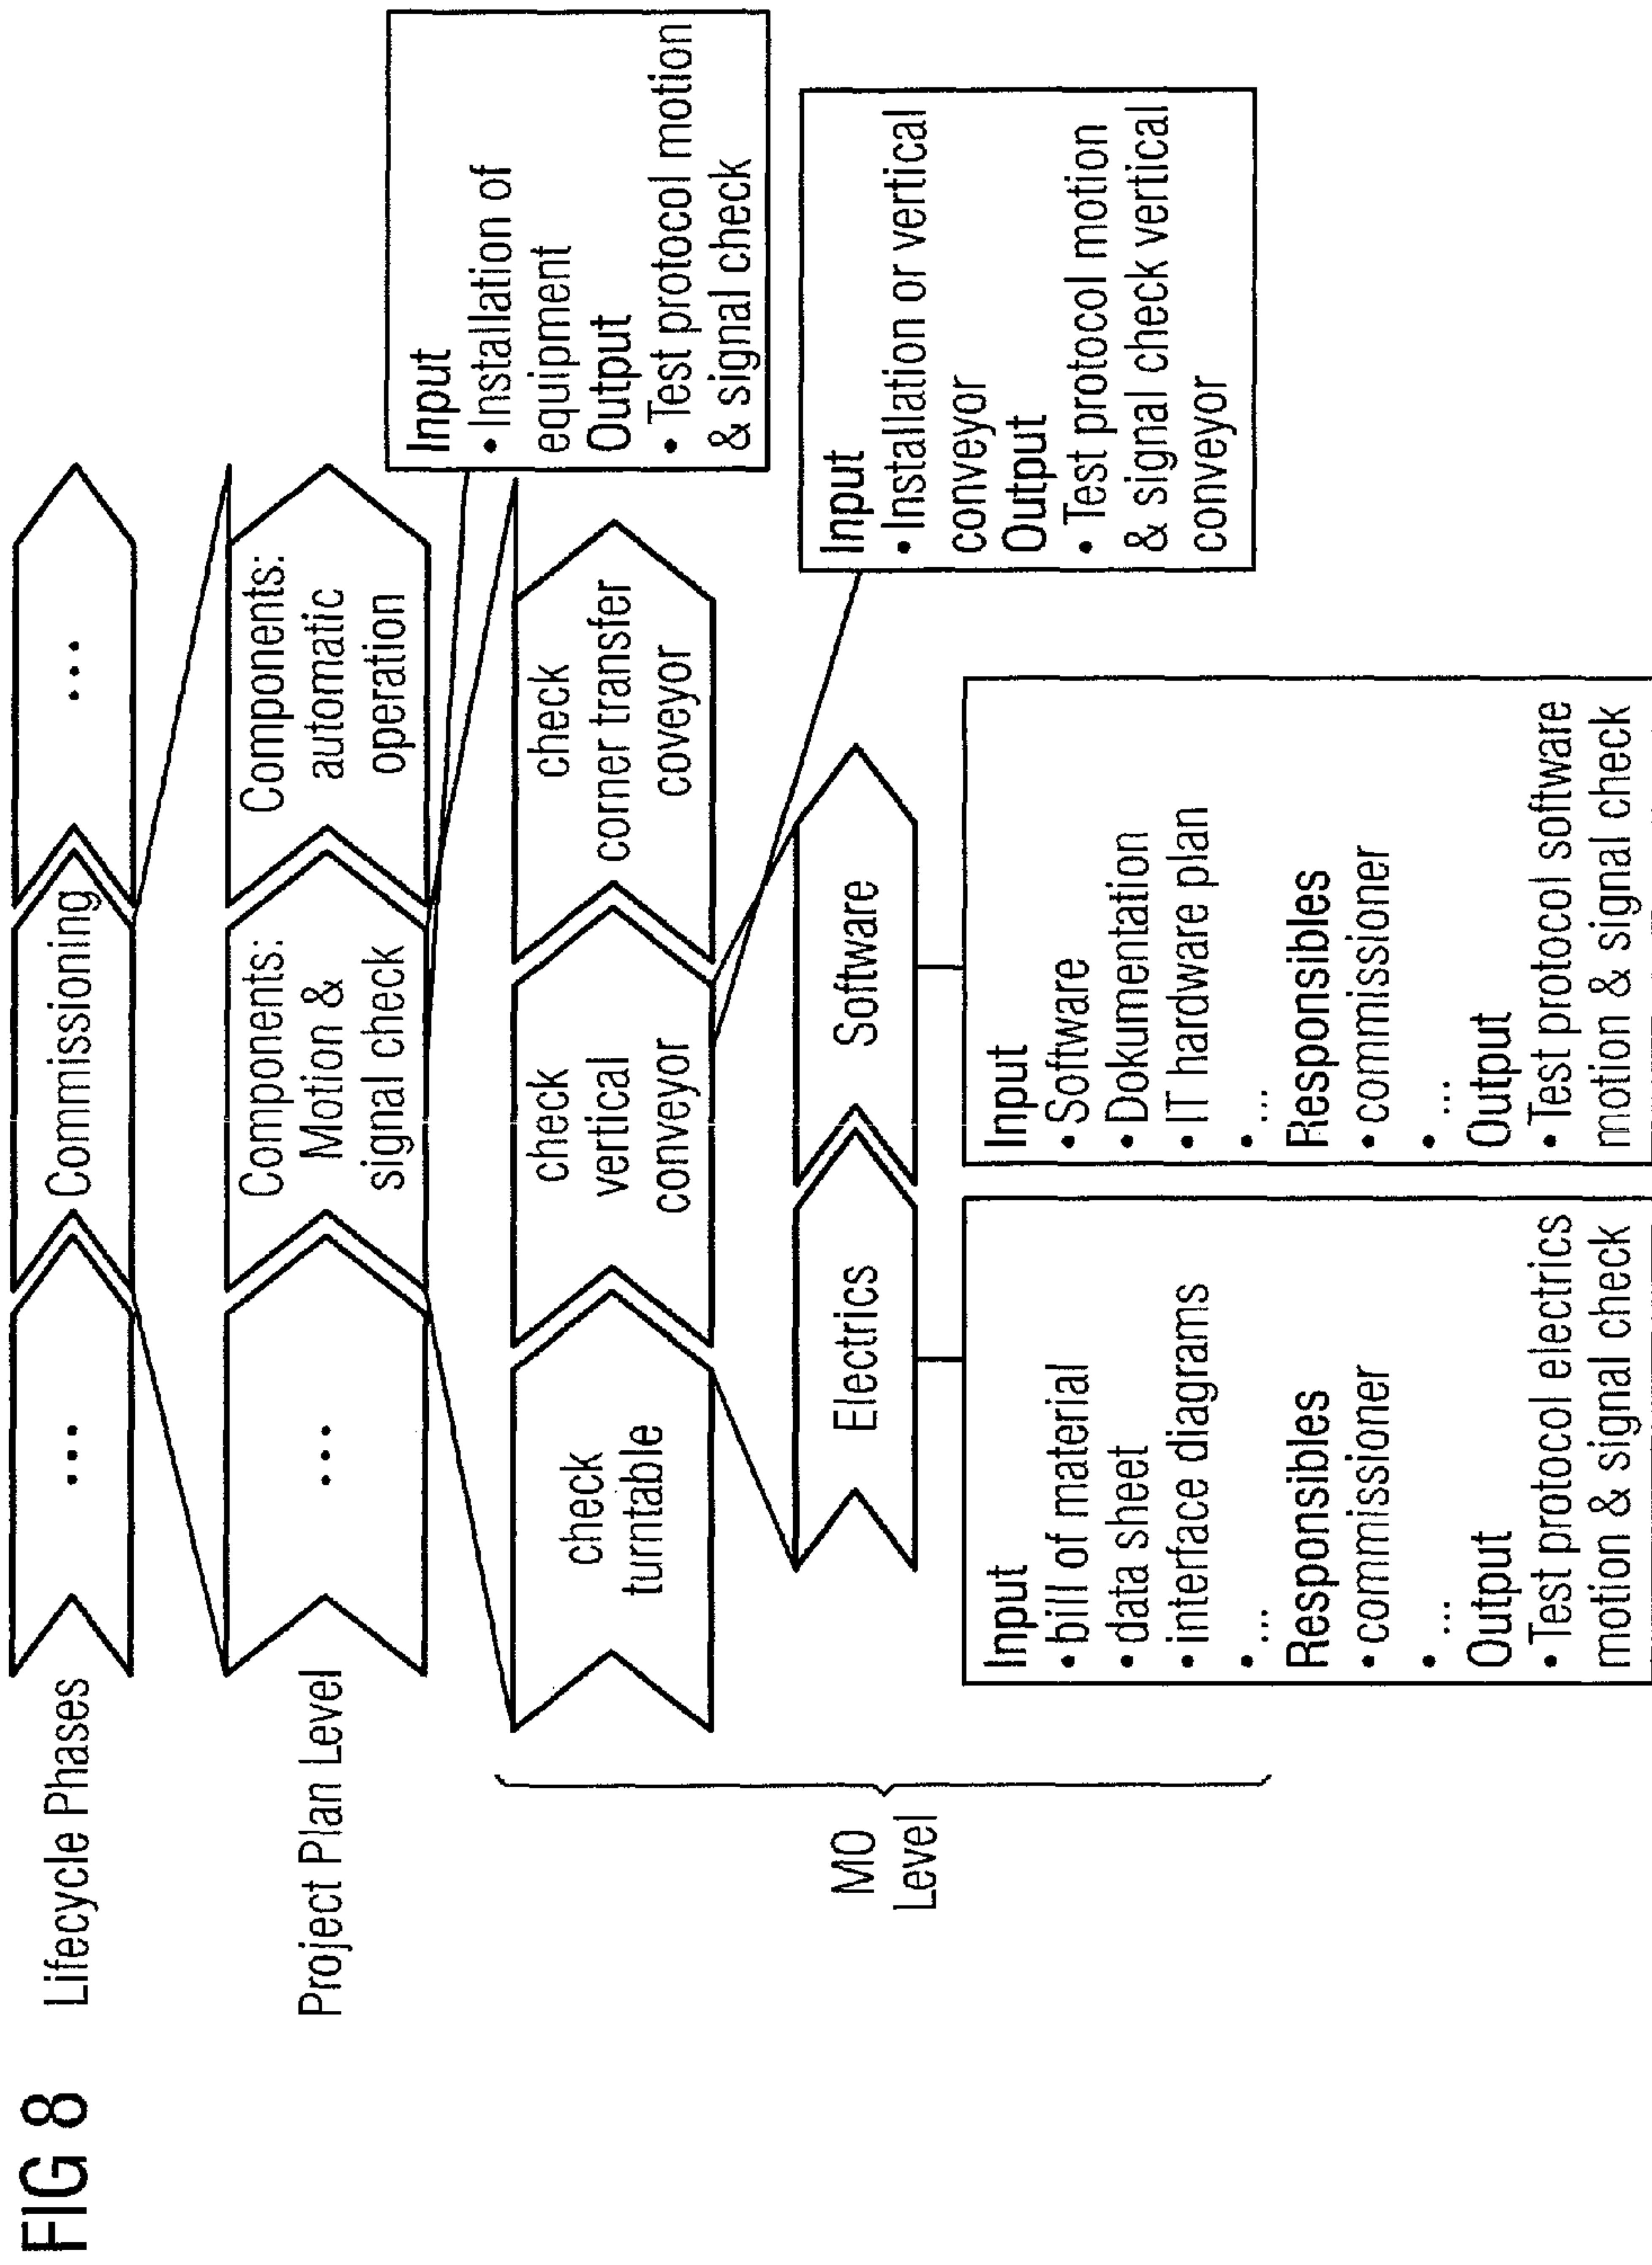 FIG 8
Lifecycle Phases
...
Commissioning
...
Project Plan Level
...
Components:
Motion &
signal check
Components:
automatic
operation
Input
• Installation of
equipment
Output
• Test protocol motion
& signal check
MO
Level
check
turntable
check
vertical
conveyor
check
corner transfer
coveyor
Input
• Installation or vertical
conveyor
Output
• Test protocol motion
& signal check vertical
conveyor
Electrics
Software
Input
• bill of material
• data sheet
• interface diagrams
• ...
Responsibles
• commissioner
• ...
Output
• Test protocol electrics
motion & signal check
Input
• Software
• Dokumentation
• IT hardware plan
• ...
Responsibles
• commissioner
• ...
Output
• Test protocol software
motion & signal check